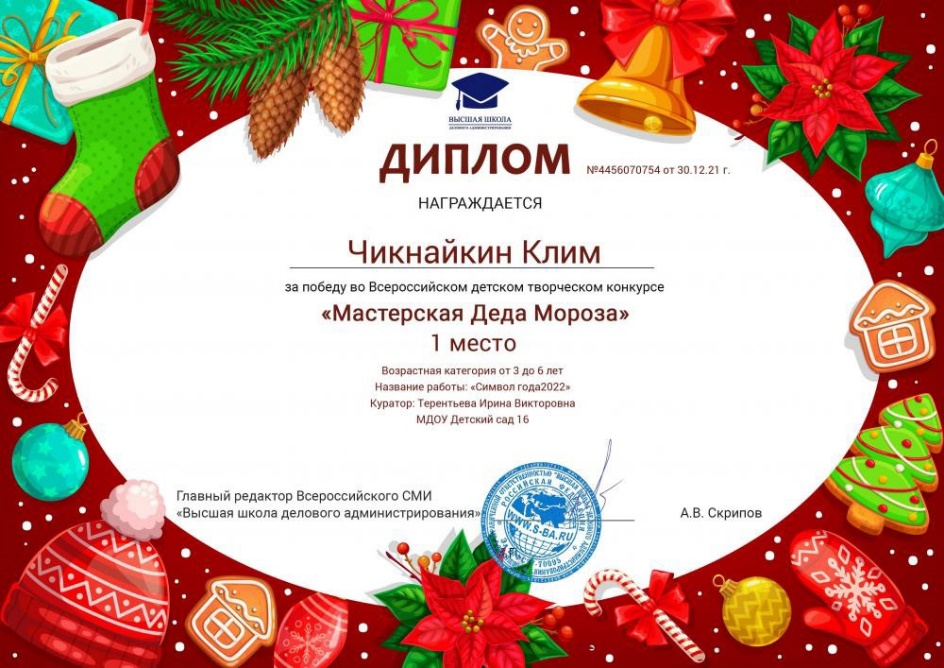 ВЫСШАЯ ШКОЛА
ДЕЛОВОГО АДМИНИСТРИРОВАНИЯ
ДИПЛОМ
№4456070754 от 30.12.21 г.
НАГРАЖДАЕТСЯ
Чикнайкин Клим
за победу во Всероссийском детском творческом конкурсе
«Мастерская Деда Мороза»
1 место
Возрастная категория от 3 до 6 лет
Название работы: «Символ года2022»
Куратор: Терентьева Ирина Викторовна
МДОУ Детский сад 16
Главный редактор Всероссийского СМИ
«Высшая школа делового администрирования»
А.В. Скрипов
РОССИЙСКАЯ ФЕДЕРАЦИЯ
WWW.S-BA.RU